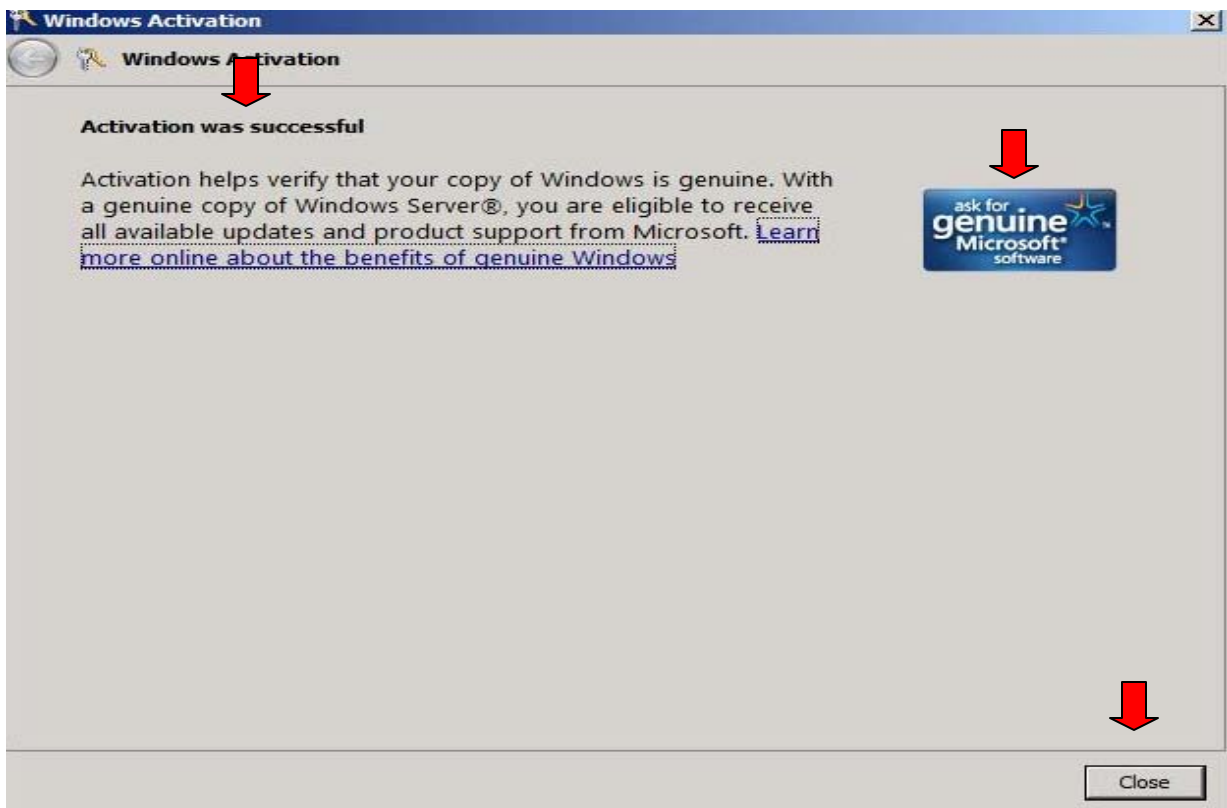 Windows Activation
Windows Activation
Activation was successful
Activation helps verify that your copy of Windows is genuine. With
a genuine copy of Windows Server®, you are eligible to receive
all available updates and product support from Microsoft. Learn
more online about the benefits of genuine Windows
ask for
genuine™
Microsoft®
software
Close